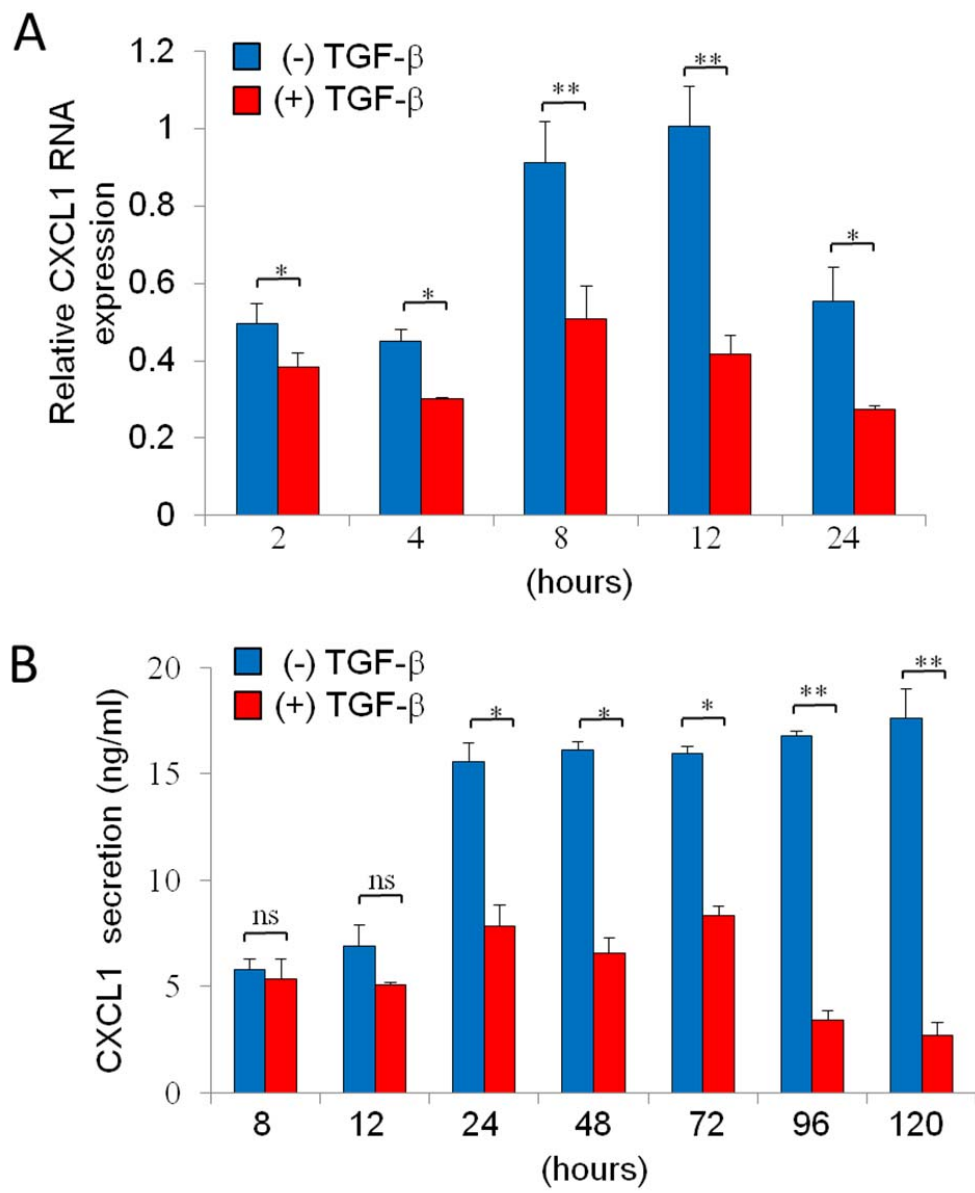 A
Relative CXCL1 RNA
expression
1.2
1
0.8
0.6
0.4
0.2
0
(-) TGF-β
(+) TGF-β
*
*
**
**
*
2 4 8 12 24
(hours)
B
CXCL1 secretion (ng/ml)
20
15
10
5
0
(-) TGF-β
(+) TGF-β
ns
ns
*
*
*
**
**
8 12 24 48 72 96 120
(hours)